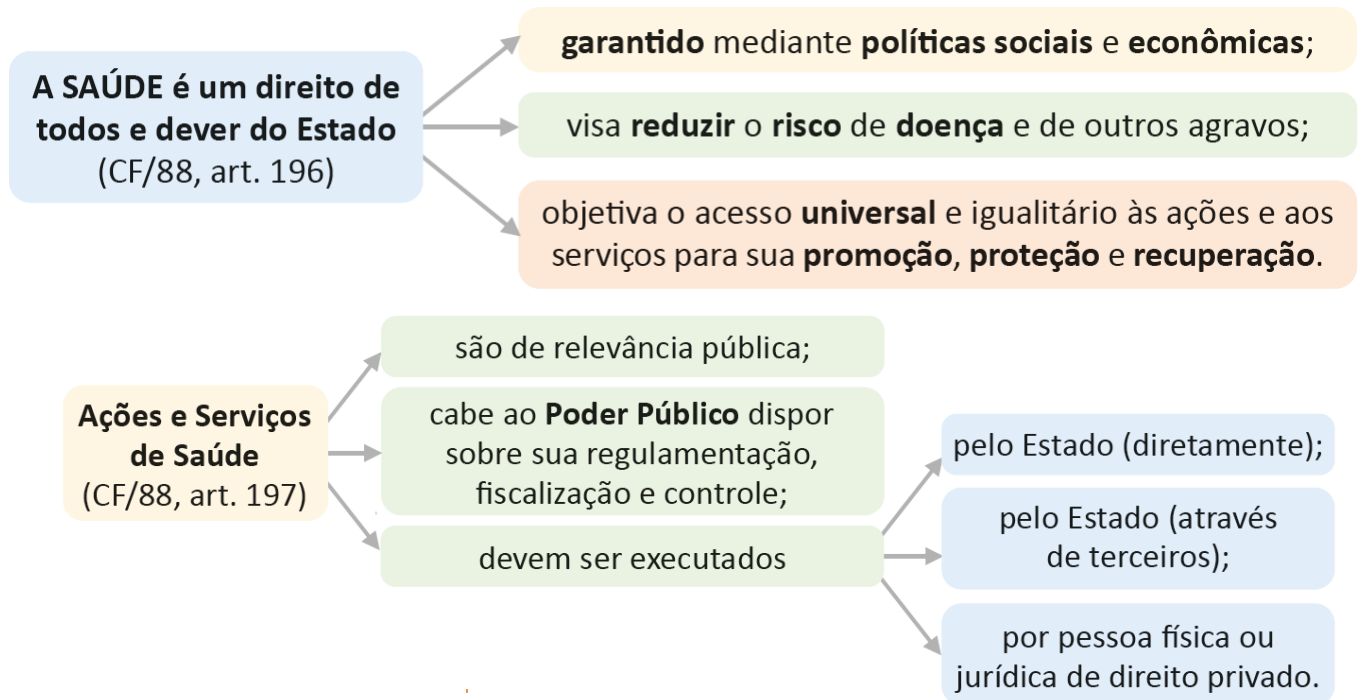 A SAÚDE é um direito de
todos e dever do Estado
(CF/88, art. 196)
garantido mediante políticas sociais e econômicas;
visa reduzir o risco de doença e de outros agravos;
objetiva o acesso universal e igualitário às ações e aos
serviços para sua promoção, proteção e recuperação.
Ações e Serviços
de Saúde
(CF/88, art. 197)
são de relevância pública;
cabe ao Poder Público dispor
sobre sua regulamentação,
fiscalização e controle;
devem ser executados
pelo Estado (diretamente);
pelo Estado (através
de terceiros);
por pessoa física ou
jurídica de direito privado.